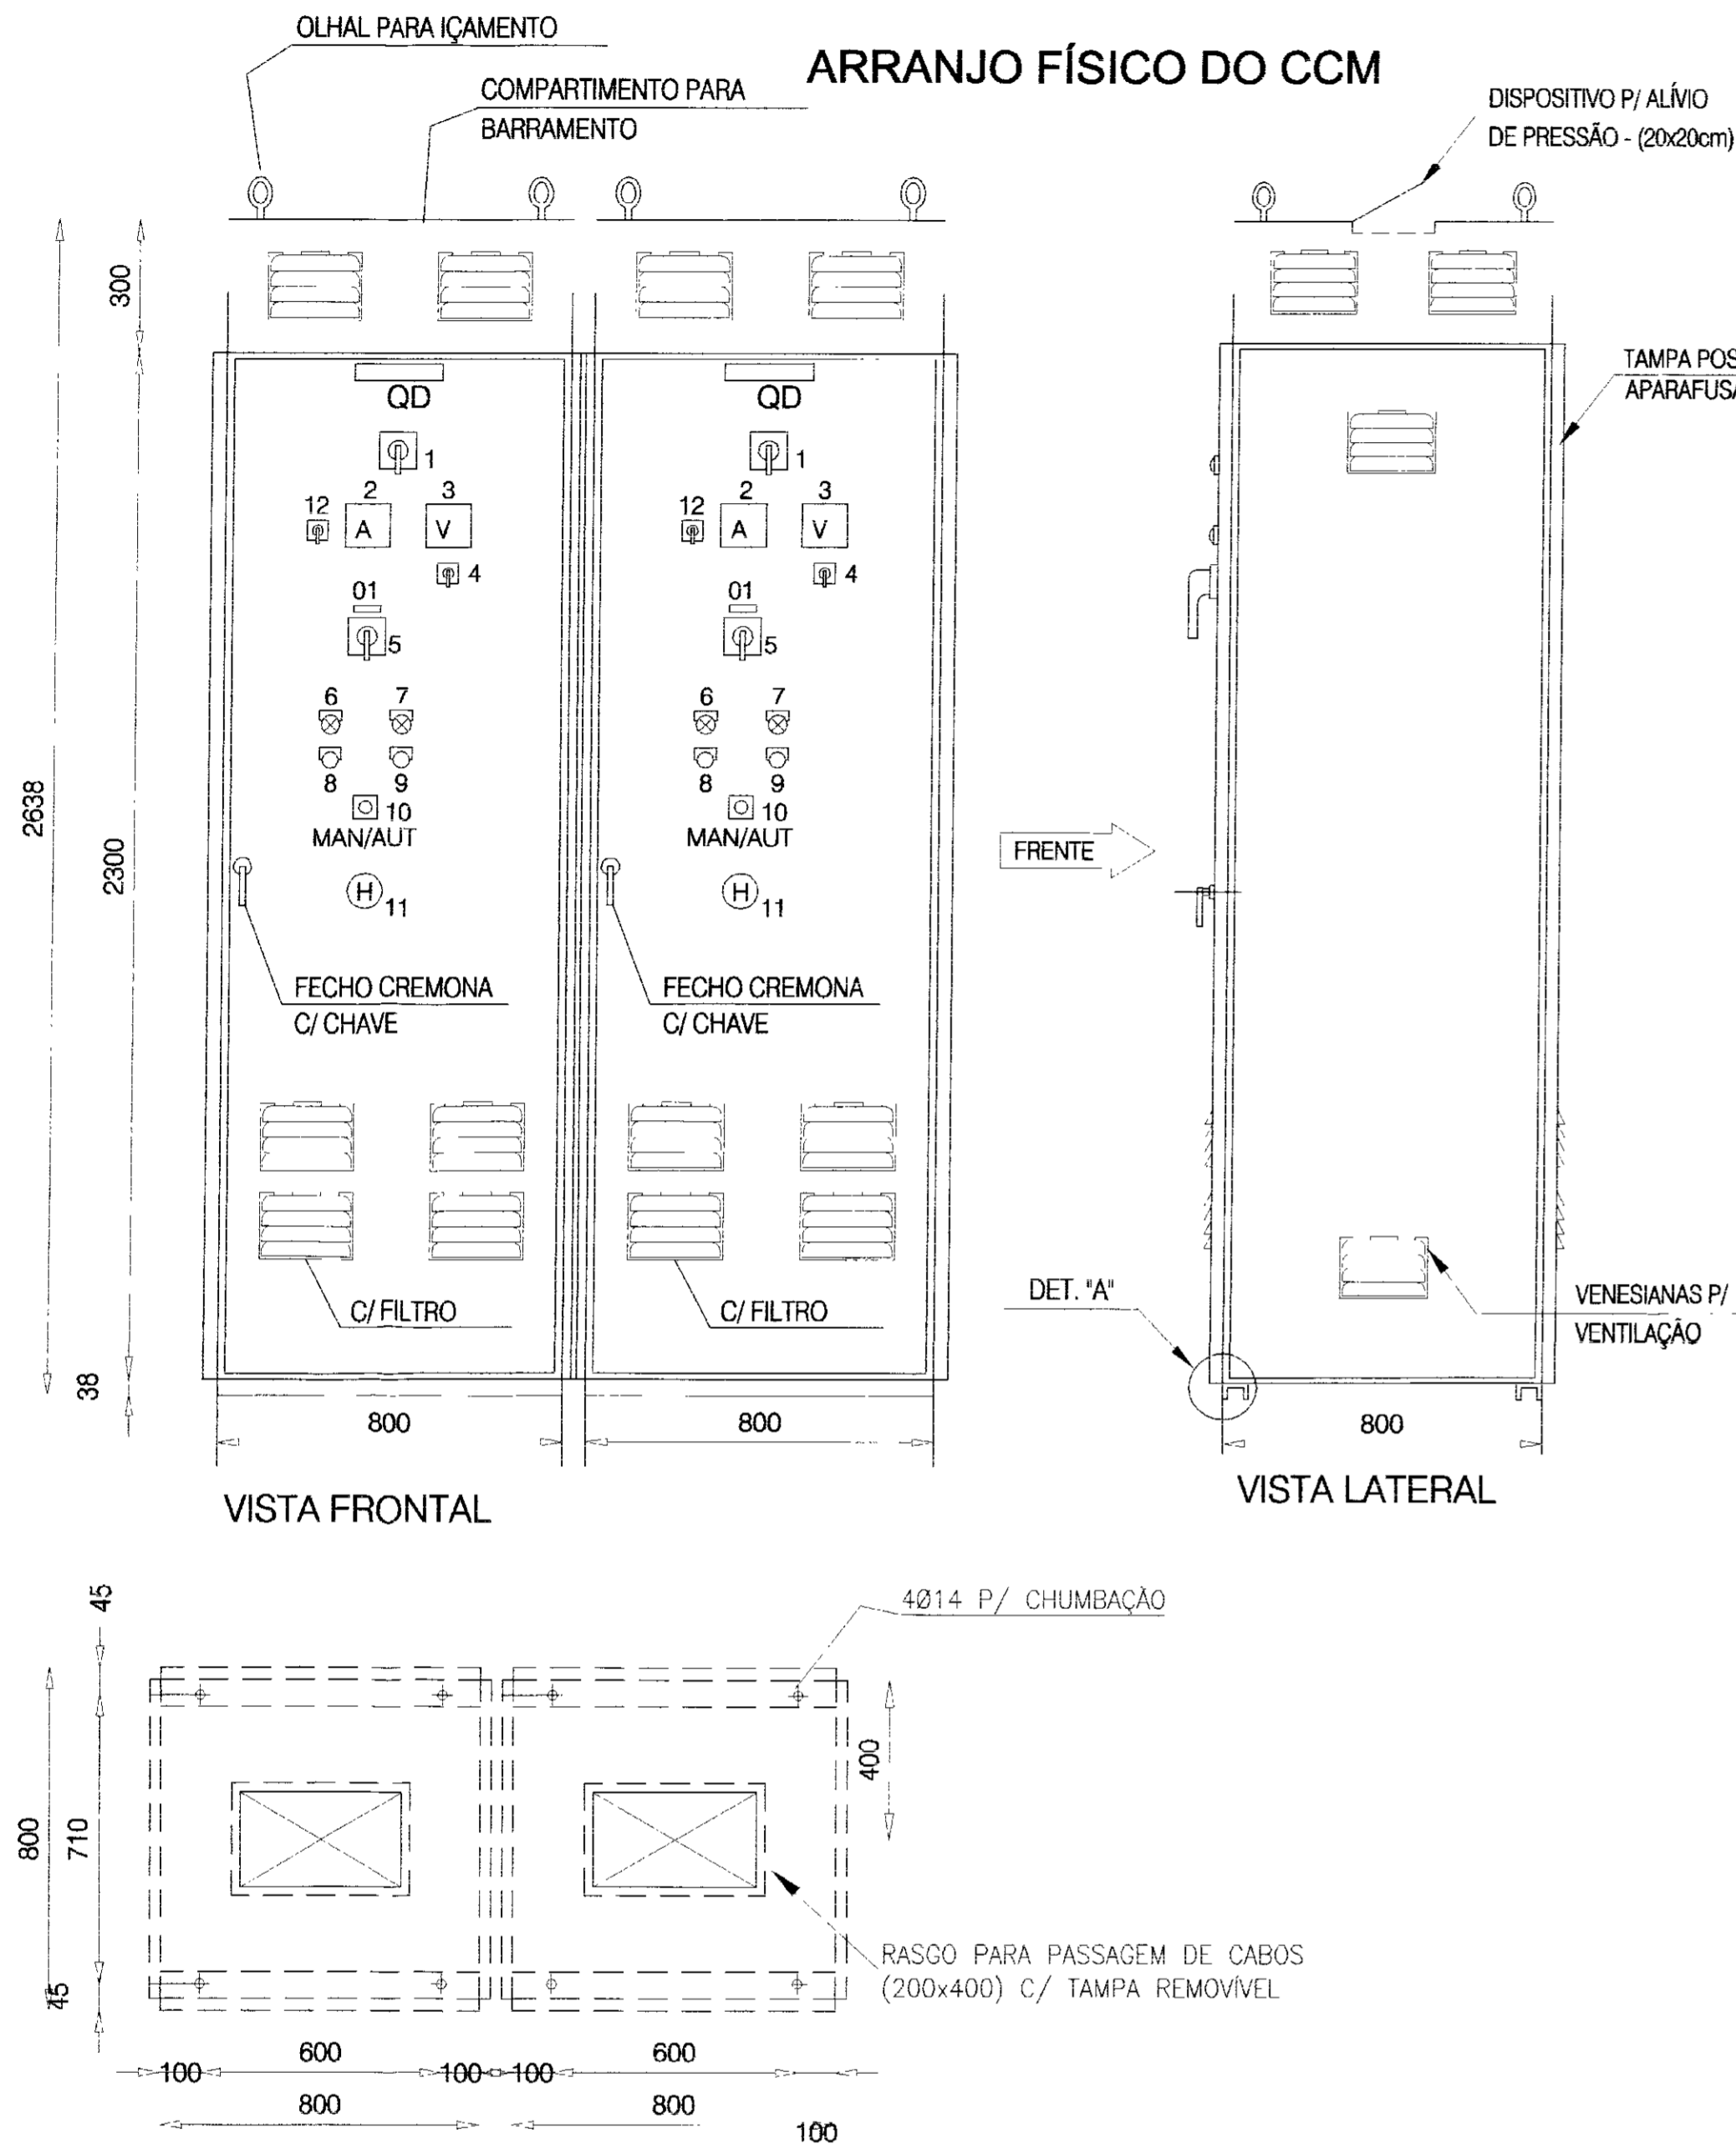 OLHAL PARA IÇAMENTO
ARRANJO FÍSICO DO CCM
COMPARTIMENTO PARA
BARRAMENTO
DISPOSITIVO P/ ALÍVIO
DE PRESSÃO - (20x20cm)
300
TAMPA POS
APARAFUSA
QD
QD
1
1
2
3
12
A
V
4
2
3
12
A
V
4
01
5
01
5
6
7
8
9
6
7
8
9
10
MAN/AUT
10
MAN/AUT
2638
2300
FRENTE
H
11
H
11
FECHO CREMONA
C/ CHAVE
FECHO CREMONA
C/ CHAVE
C/ FILTRO
C/ FILTRO
DET. "A"
VENESIANAS P/
VENTILAÇÃO
38
800
800
800
VISTA FRONTAL
VISTA LATERAL
45
4Ø14 P/ CHUMBAÇÃO
400
800
710
RASGO PARA PASSAGEM DE CABOS
(200x400) C/ TAMPA REMOVÍVEL
45
100
600
100
100
600
800
800
100